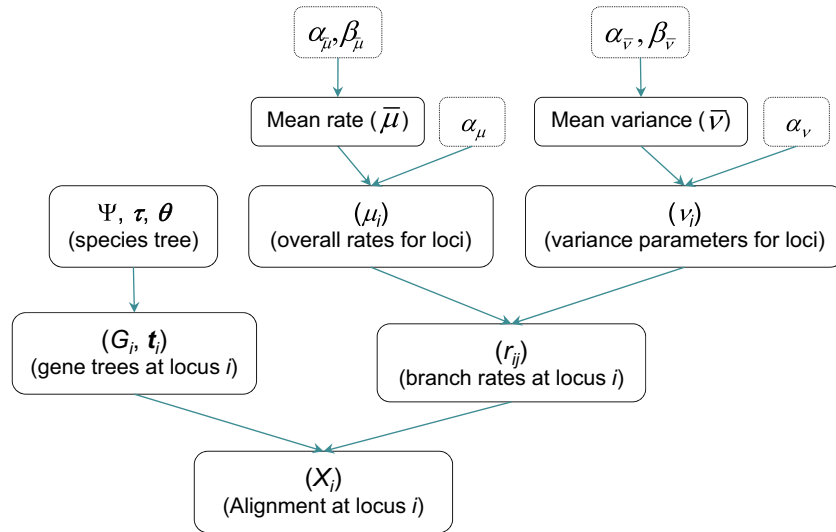 α_μ̄, β_μ̄
α_ν̄, β_ν̄
Mean rate (μ̄)
α_μ
Mean variance (ν̄)
α_ν
Ψ, τ, θ
(species tree)
(μ_i)
(overall rates for loci)
(ν_i)
(variance parameters for loci)
(G_i, t_i)
(gene trees at locus i)
(r_ij)
(branch rates at locus i)
(X_i)
(Alignment at locus i)